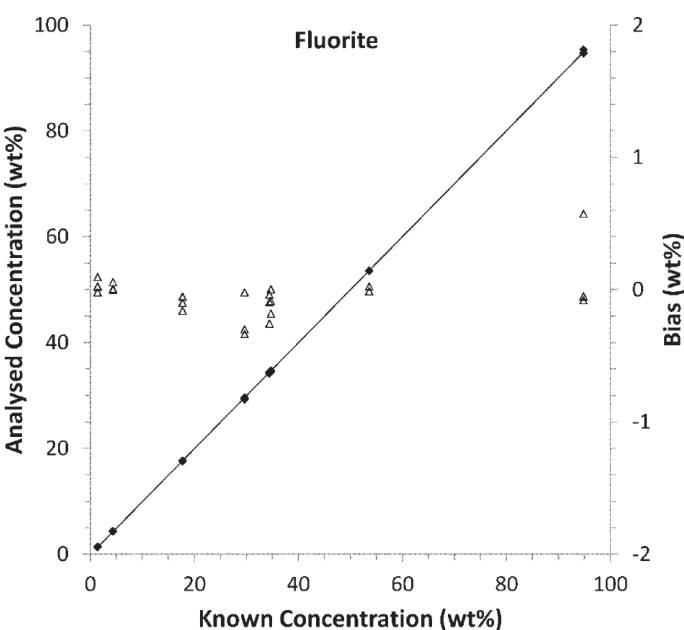 Fluorite
100
80
60
40
20
0
Analysed Concentration (wt%)
2
1
0
-1
-2
Bias (wt%)
0 20 40 60 80 100
Known Concentration (wt%)